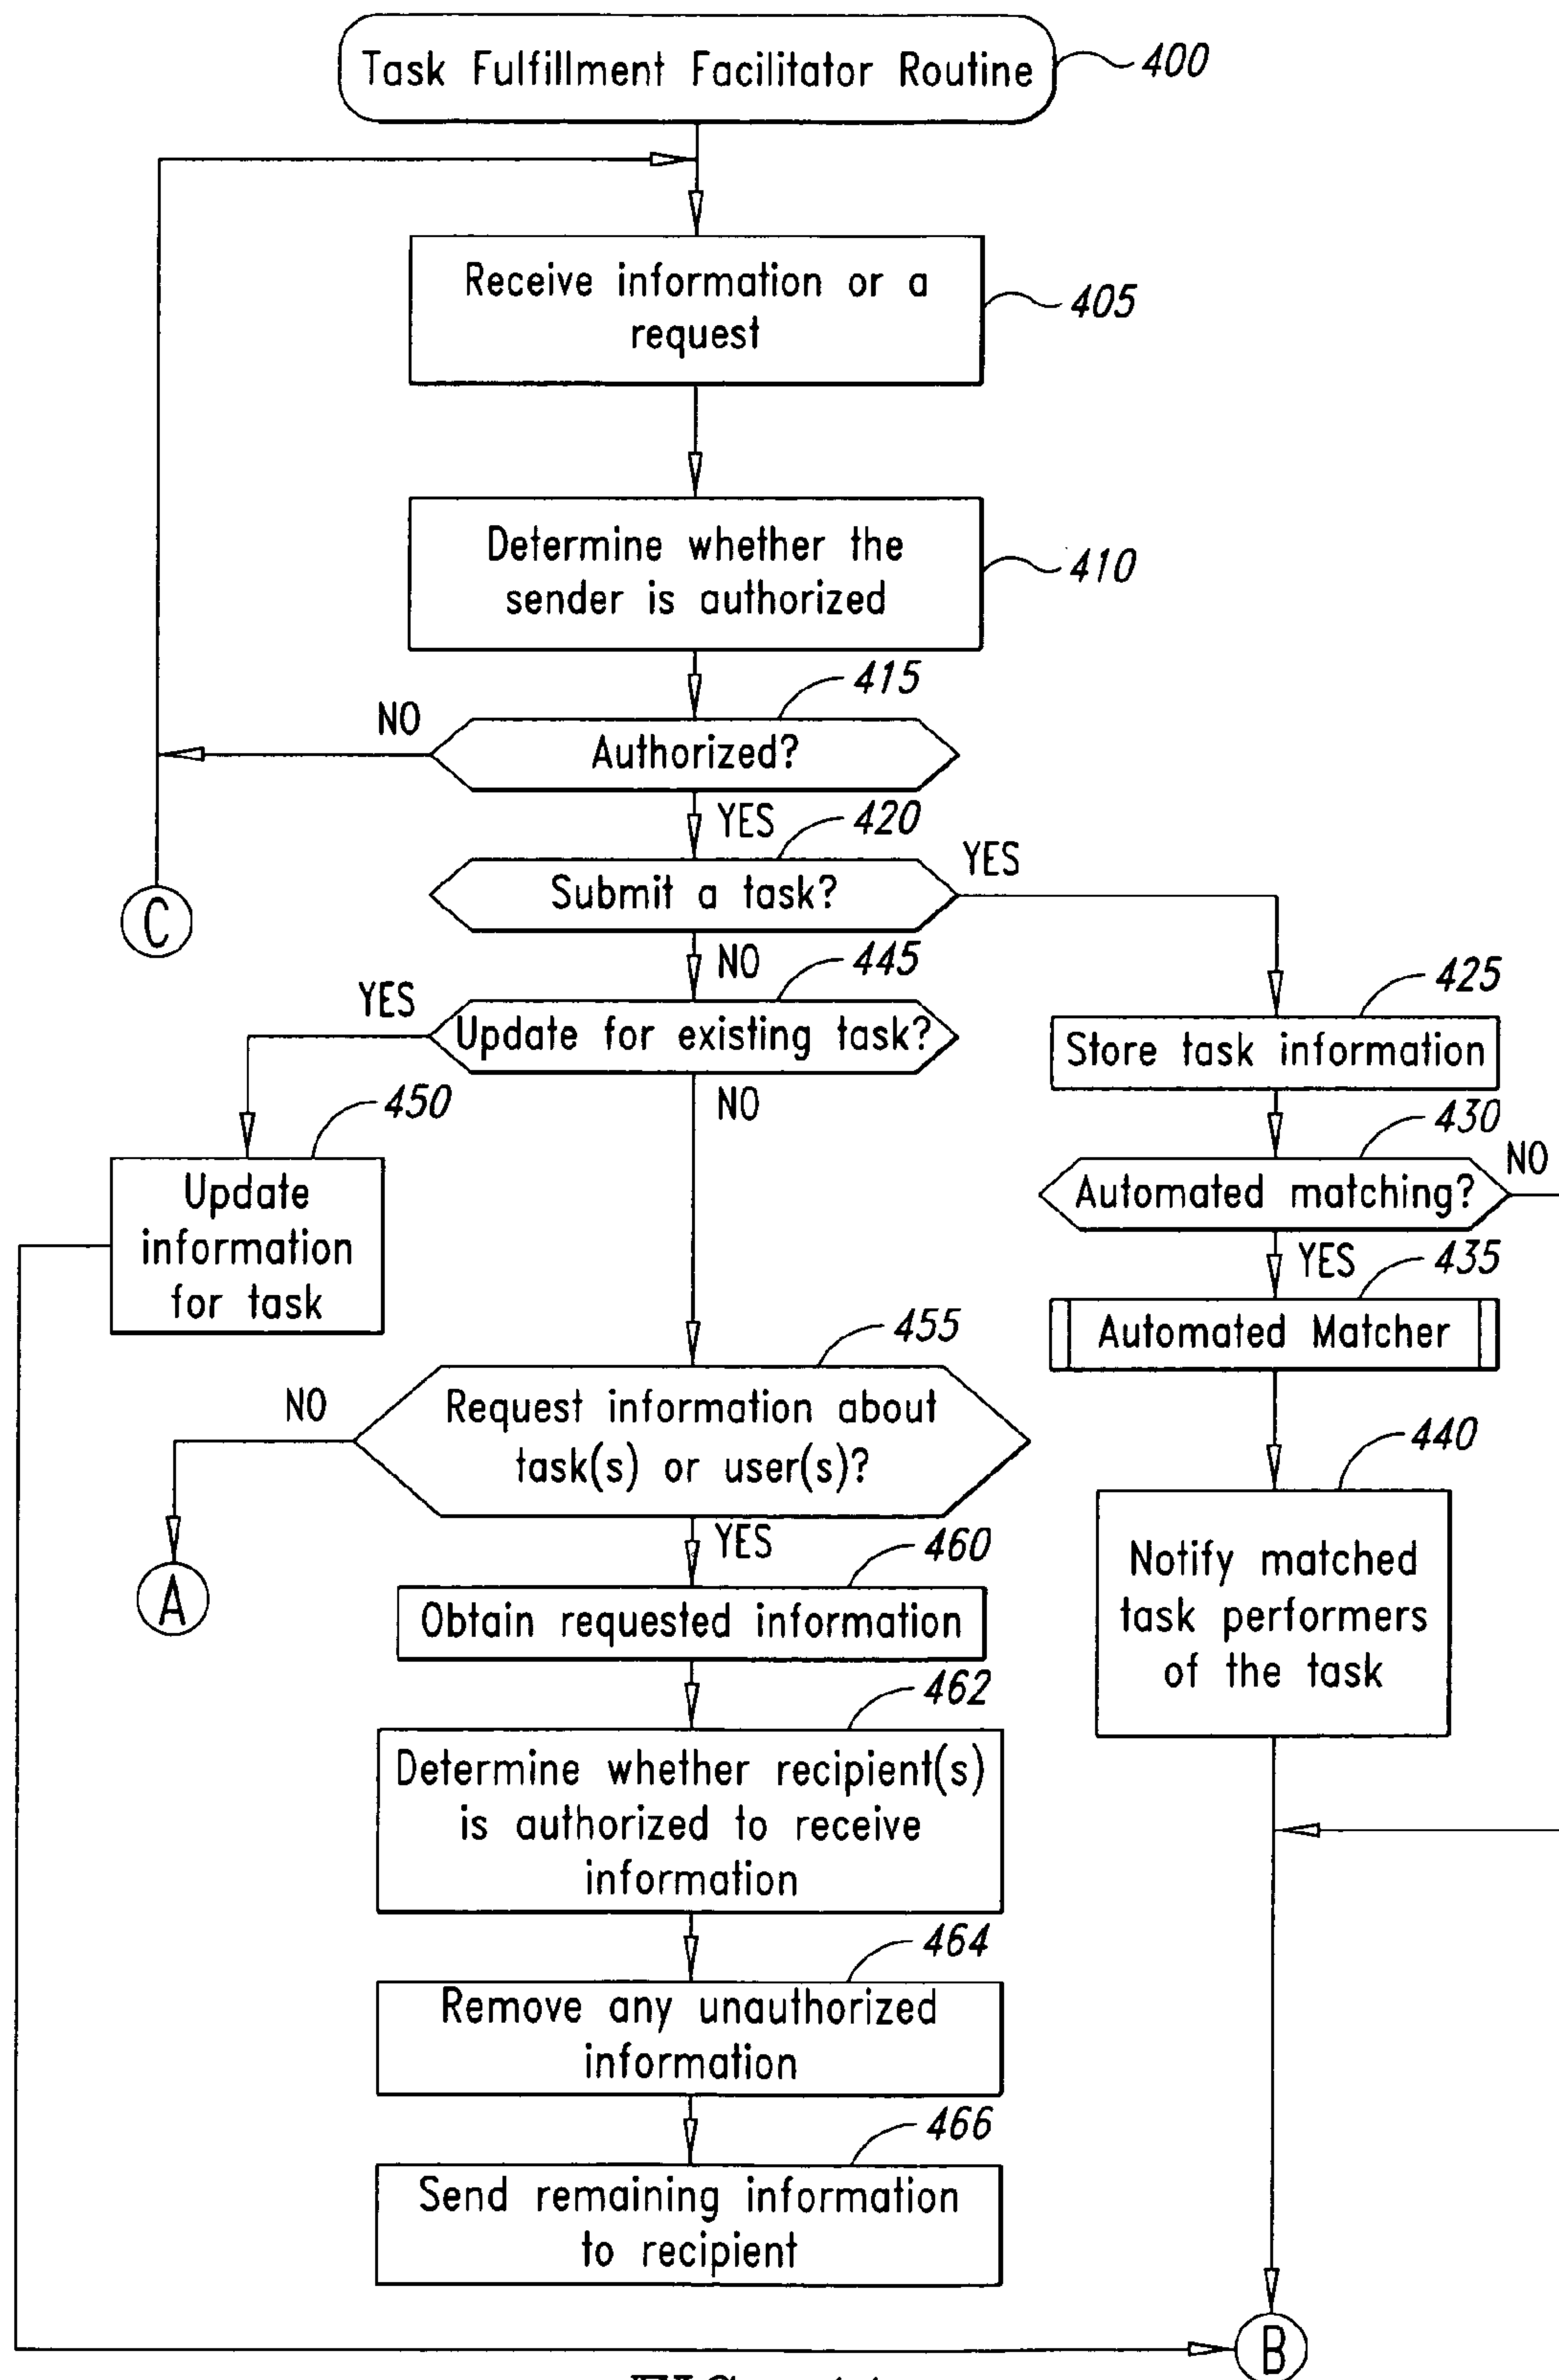 Task Fulfillment Facilitator Routine
400
Receive information or a
request
405
Determine whether the
sender is authorized
410
415
NO
Authorized?
YES
420
Submit a task?
YES
C
NO
445
YES
Update for existing task?
NO
425
Store task information
430
Automated matching?
NO
YES
435
Automated Matcher
450
Update
information
for task
455
NO
Request information about
task(s) or user(s)?
A
YES
460
Obtain requested information
440
Notify matched
task performers
of the task
462
Determine whether recipient(s)
is authorized to receive
information
464
Remove any unauthorized
information
466
Send remaining information
to recipient
B